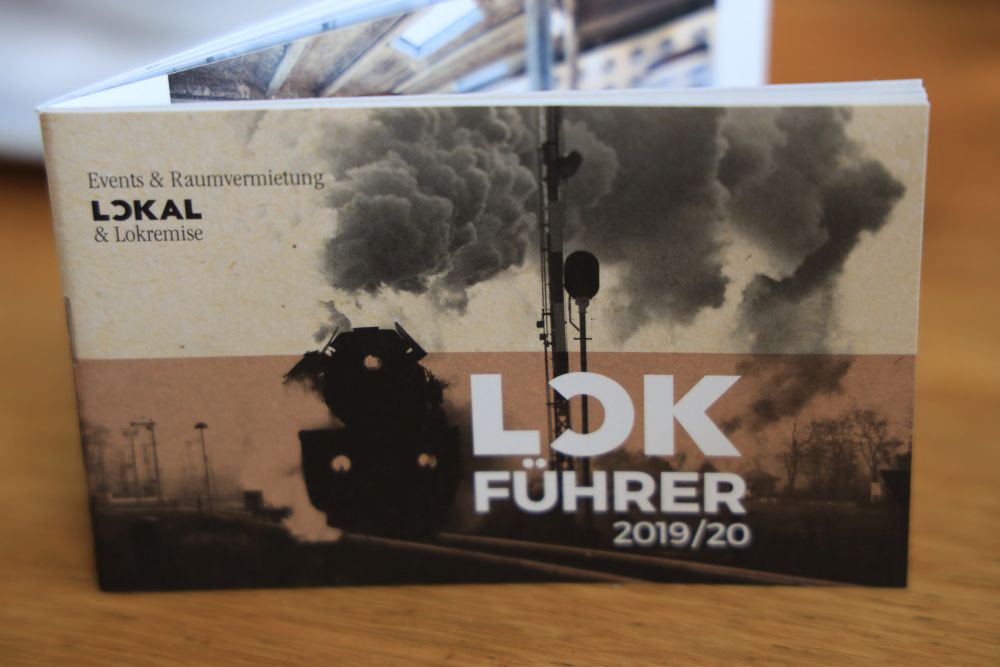 Events & Raumvermietung
LOKAL
& Lokremise
LOK
FÜHRER
2019/20